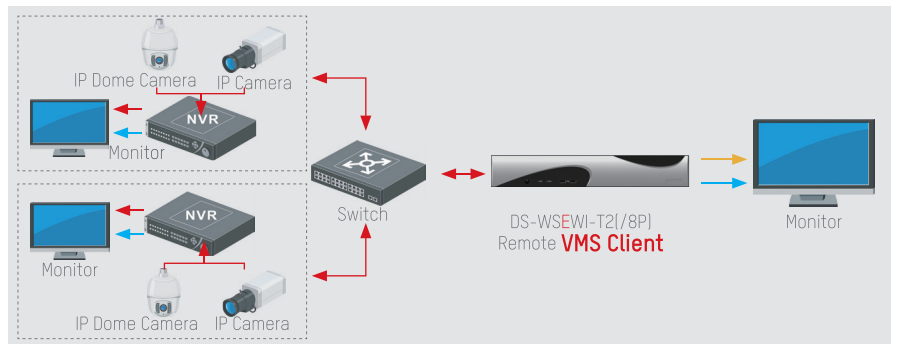 IP Dome Camera
IP Camera
NVR
Monitor
NVR
Monitor
IP Dome Camera
IP Camera
Switch
DS-WSEWI-T2(/8P)
Remote VMS Client
Monitor